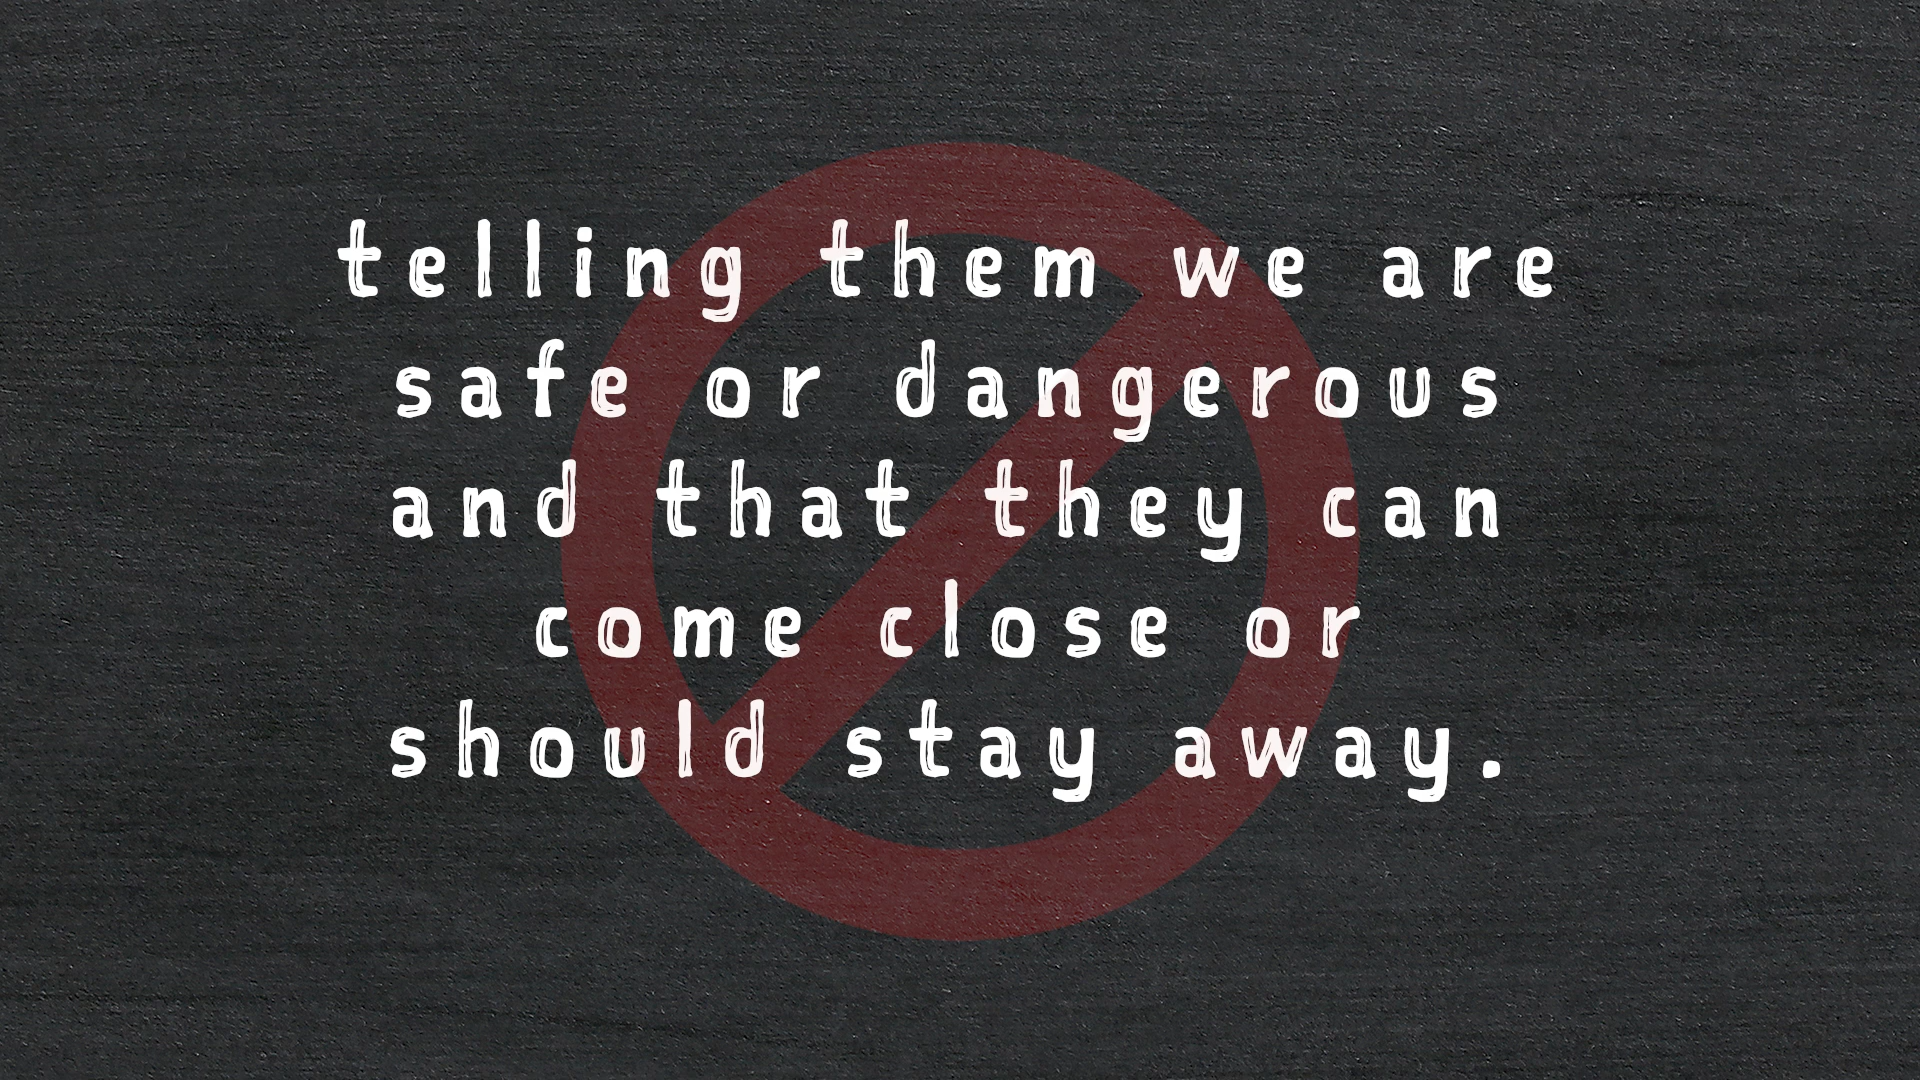 telling them we are
safe or dangerous
and that they can
come close or
should stay away.